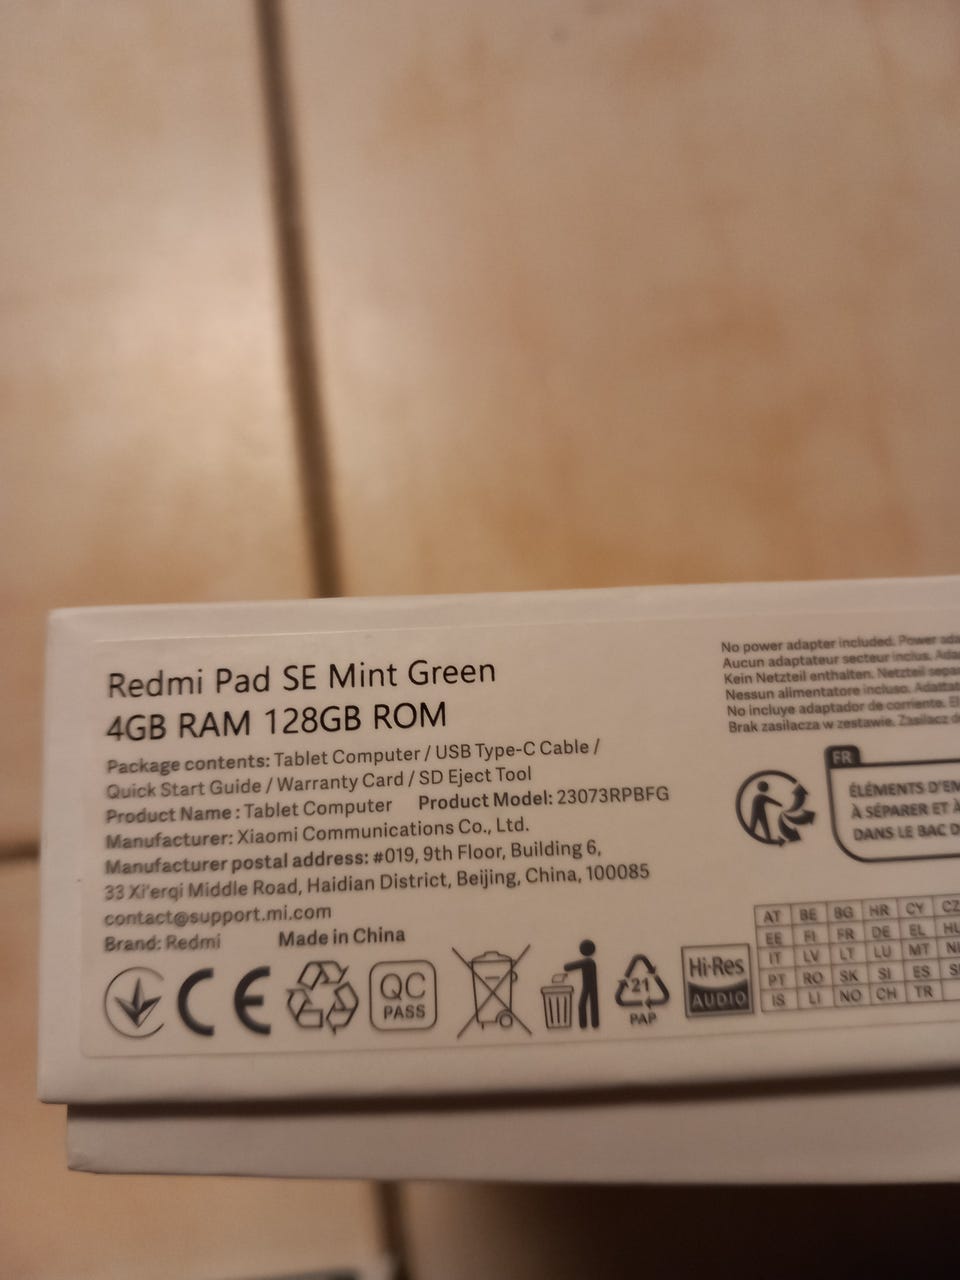 Redmi Pad SE Mint Green
4GB RAM 128GB ROM
Package contents: Tablet Computer / USB Type-C Cable /
Quick Start Guide / Warranty Card / SD Eject Tool
Product Name : Tablet Computer Product Model: 23073RPBFG
Manufacturer: Xiaomi Communications Co., Ltd.
Manufacturer postal address: #019, 9th Floor, Building 6,
33 Xi'erqi Middle Road, Haidian District, Beijing, China, 100085
contact@support.mi.com
Brand: Redmi Made in China
CE
QC
PASS
21
PAP
Hi-Res
AUDIO
No power adapter included. Power
Aucun adaptateur secteur inclus.
Kein Netzteil enthalten. Netzteil
Nessun alimentatore incluso.
No incluye adaptador de corriente.
Brak zasilacza w zestawie. Zasilacz
FR
ÉLÉMENTS
À SÉPARER ET À
DANS LE BAC
AT BE BG HR CY CZ
EE FI FR DE EL
IT LV LT LU MT
PT RO SK SI ES
IS LI NO CH TR